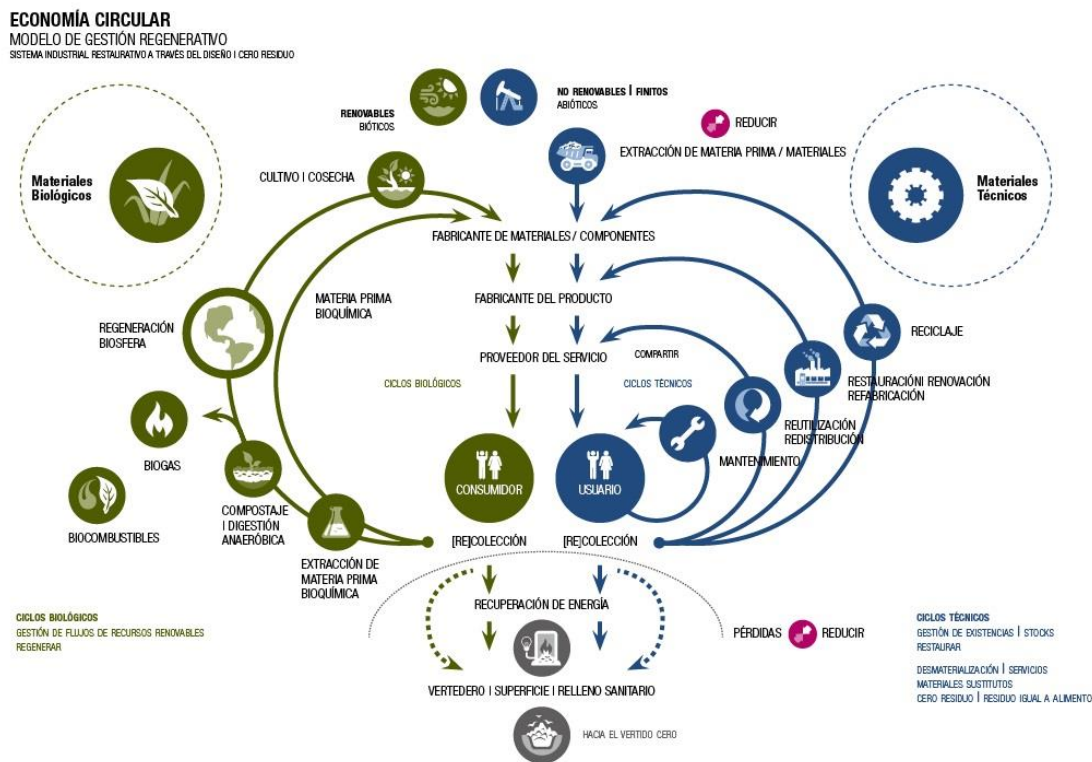 ECONOMÍA CIRCULAR
MODELO DE GESTIÓN REGENERATIVO
SISTEMA INDUSTRIAL RESTAURATIVO A TRAVÉS DEL DISEÑO | CERO RESIDUO
RENOVABLES
BIÓTICOS
NO RENOVABLES | FINITOS
ABIÓTICOS
REDUCIR
EXTRACCIÓN DE MATERIA PRIMA / MATERIALES
Materiales
Biológicos
Materiales
Técnicos
CULTIVO | COSECHA
FABRICANTE DE MATERIALES / COMPONENTES
MATERIA PRIMA
BIOQUÍMICA
FABRICANTE DEL PRODUCTO
REGENERACIÓN
BIOSFERA
RECICLAJE
PROVEEDOR DEL SERVICIO
COMPARTIR
CICLOS BIOLÓGICOS
CICLOS TÉCNICOS
RESTAURACIÓN| RENOVACIÓN
REFABRICACIÓN
REUTILIZACIÓN
REDISTRIBUCIÓN
MANTENIMIENTO
BIOGAS
CONSUMIDOR
USUARIO
COMPOSTAJE
| DIGESTIÓN
ANAERÓBICA
BIOCOMBUSTIBLES
[RE]COLECCIÓN
[RE]COLECCIÓN
EXTRACCIÓN DE
MATERIA PRIMA
BIOQUÍMICA
RECUPERACIÓN DE ENERGÍA
PÉRDIDAS
REDUCIR
CICLOS BIOLÓGICOS
GESTIÓN DE FLUJOS DE RECURSOS RENOVABLES
REGENERAR
CICLOS TÉCNICOS
GESTIÓN DE EXISTENCIAS | STOCKS
RESTAURAR
DESMATERIALIZACIÓN | SERVICIOS
MATERIALES SUSTITUTOS
CERO RESIDUO | RESIDUO IGUAL A ALIMENTO
VERTEDERO | SUPERFICIE | RELLENO SANITARIO
HACIA EL VERTIDO CERO